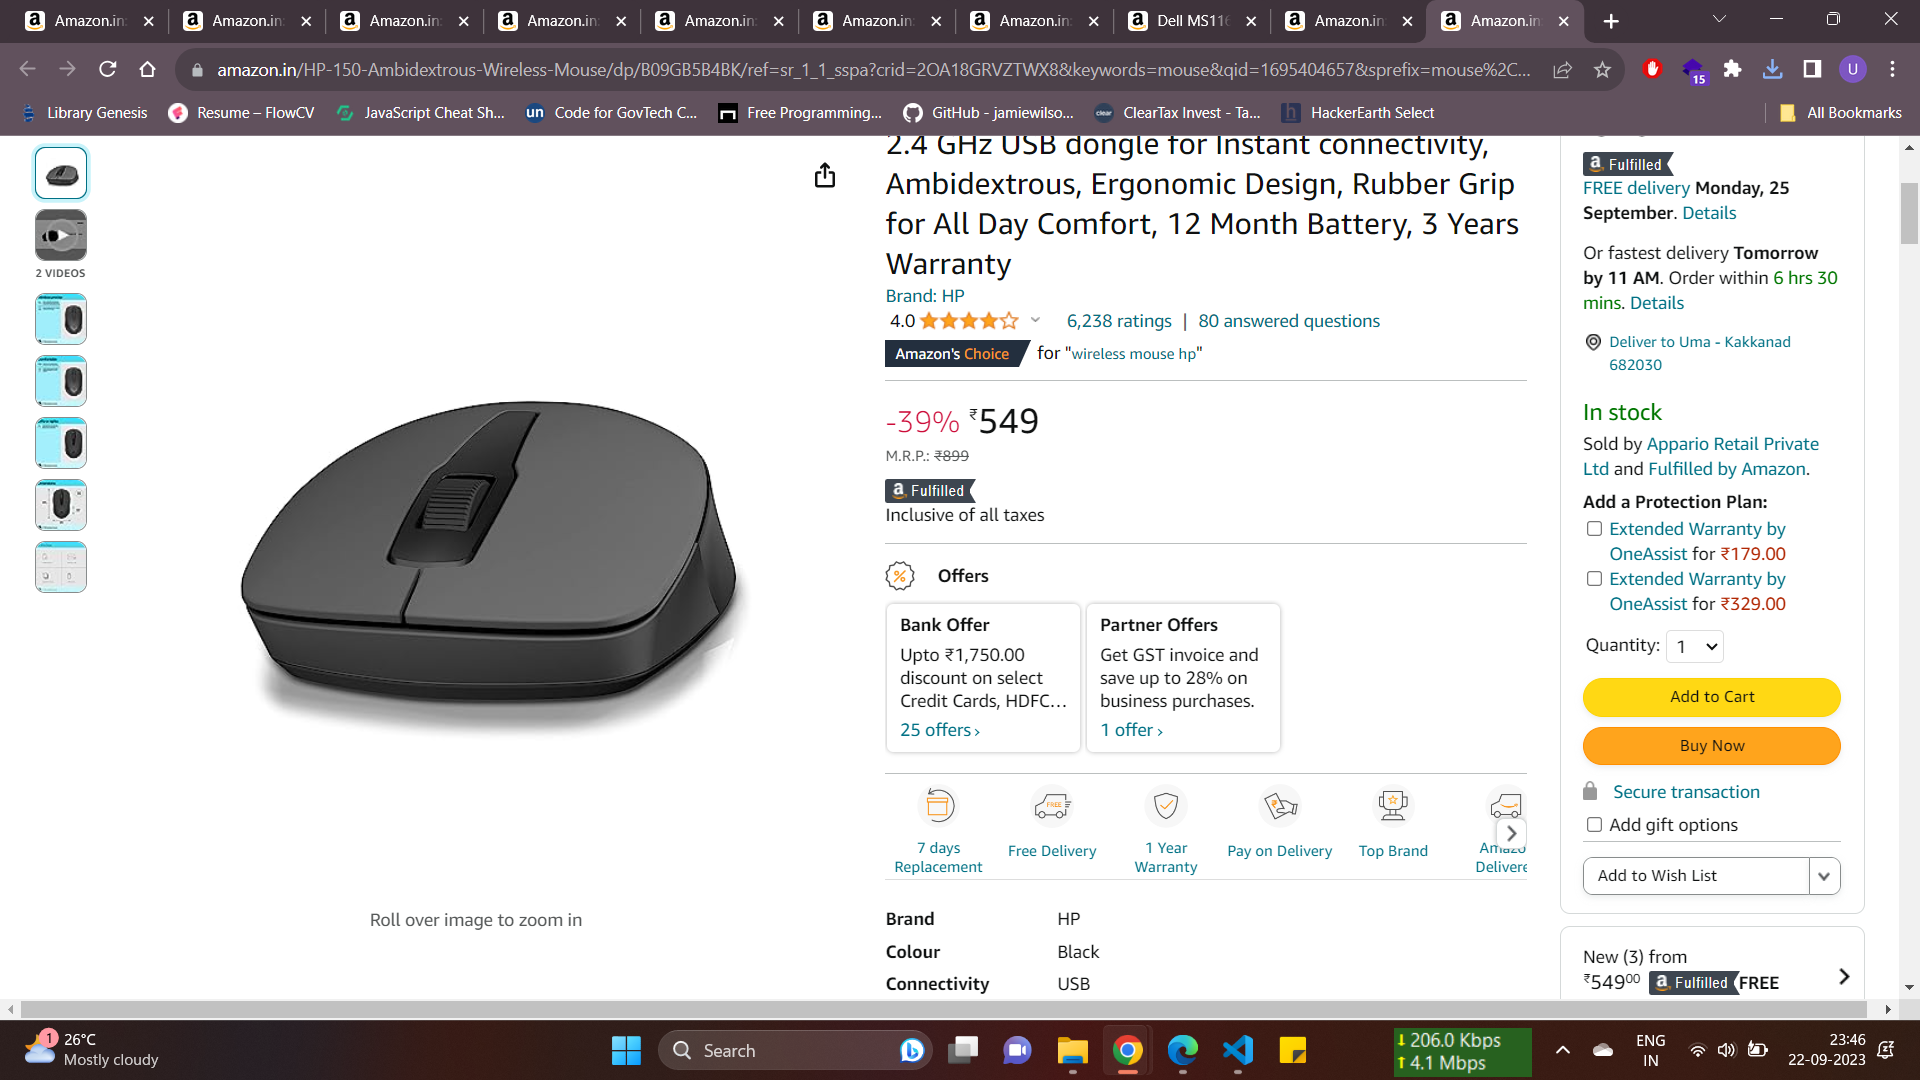 Amazon.in:
Amazon.in:
Amazon.in:
Amazon.in:
Amazon.in:
Amazon.in:
Amazon.in:
Dell MS116
Amazon.in:
Amazon.in:
amazon.in/HP-150-Ambidextrous-Wireless-Mouse/dp/B09GB5B4BK/ref=sr_1_1_sspa?crid=2OA18GRVZTWX8&keywords=mouse&qid=1695404657&sprefix=mouse%2C...
15
U
Library Genesis
Resume – FlowCV
JavaScript Cheat Sh...
un
Code for GovTech C...
Free Programming...
GitHub - jamiewilso...
clear
ClearTax Invest - Ta...
h
HackerEarth Select
All Bookmarks
2 VIDEOS
Roll over image to zoom in
2.4 GHz USB dongle for Instant connectivity,
Ambidextrous, Ergonomic Design, Rubber Grip
for All Day Comfort, 12 Month Battery, 3 Years
Warranty
Brand: HP
4.0
6,238 ratings | 80 answered questions
Amazon's Choice for "wireless mouse hp"
-39% ₹549
M.R.P.: ₹899
a Fulfilled
Inclusive of all taxes
% Offers
Bank Offer
Upto ₹1,750.00
discount on select
Credit Cards, HDFC…
25 offers ›
Partner Offers
Get GST invoice and
save up to 28% on
business purchases.
1 offer ›
7 days
Replacement
FREE
Free Delivery
1 Year
Warranty
₹
Pay on Delivery
Top Brand
Amazo
Delivere
Brand HP
Colour Black
Connectivity USB
a Fulfilled
FREE delivery Monday, 25
September. Details
Or fastest delivery Tomorrow
by 11 AM. Order within 6 hrs 30
mins. Details
Deliver to Uma - Kakkanad
682030
In stock
Sold by Appario Retail Private
Ltd and Fulfilled by Amazon.
Add a Protection Plan:
Extended Warranty by
OneAssist for ₹179.00
Extended Warranty by
OneAssist for ₹329.00
Quantity: 1
Add to Cart
Buy Now
Secure transaction
Add gift options
Add to Wish List
New (3) from
₹549⁰⁰ a Fulfilled FREE
1
26°C
Mostly cloudy
Search
206.0 Kbps
4.1 Mbps
ENG
IN
23:46
22-09-2023